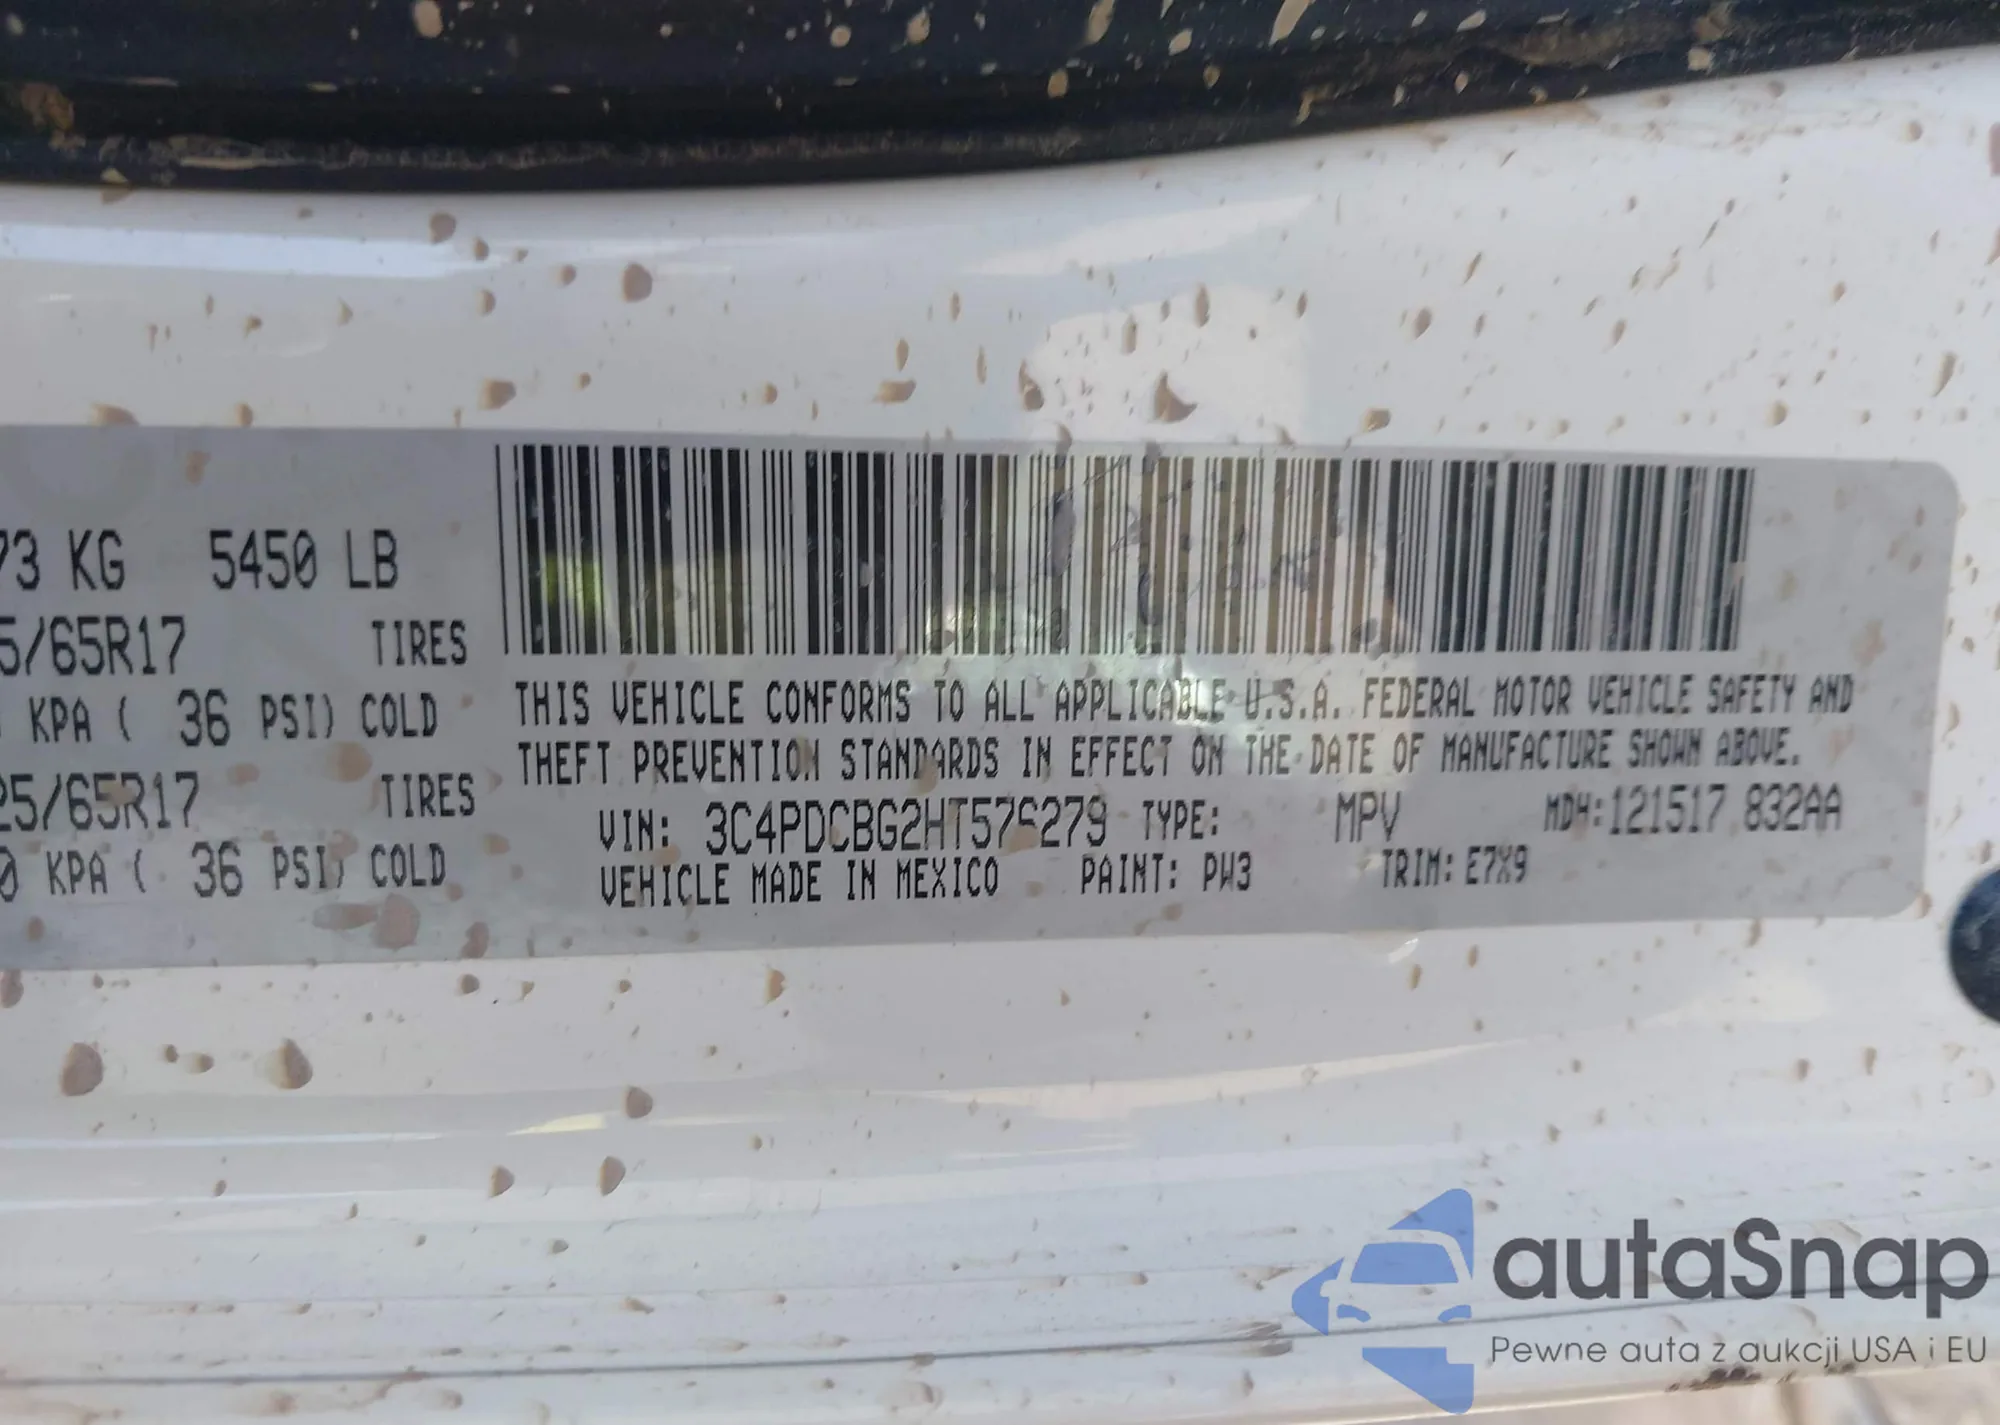 73 KG 5450 LB
5/65R17 TIRES
KPA ( 36 PSI) COLD
25/65R17 TIRES
0 KPA ( 36 PSI) COLD
THIS VEHICLE CONFORMS TO ALL APPLICABLE U.S.A. FEDERAL MOTOR VEHICLE SAFETY AND
THEFT PREVENTION STANDARDS IN EFFECT ON THE DATE OF MANUFACTURE SHOWN ABOVE.
VIN: 3C4PDCBG2HT576279 TYPE: MPV MDH:121517 832AA
VEHICLE MADE IN MEXICO PAINT: PW3 TRIM: E7X9
autaSnap
Pewne auta z aukcji USA i EU